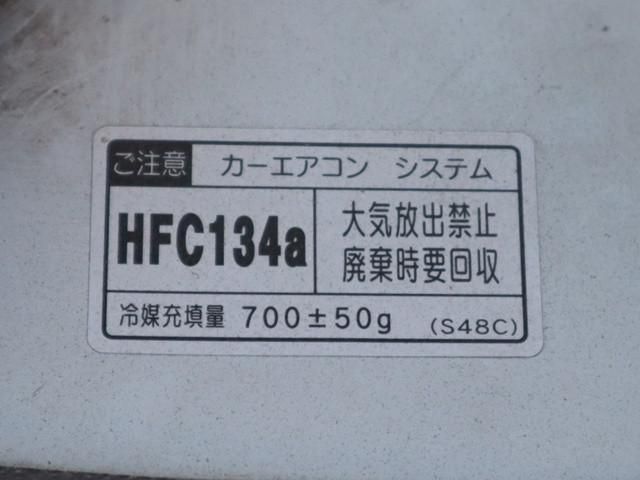 ご注意 カーエアコン システム
HFC134a
大気放出禁止
廃棄時要回収
冷媒充填量 700±50g (S48C)